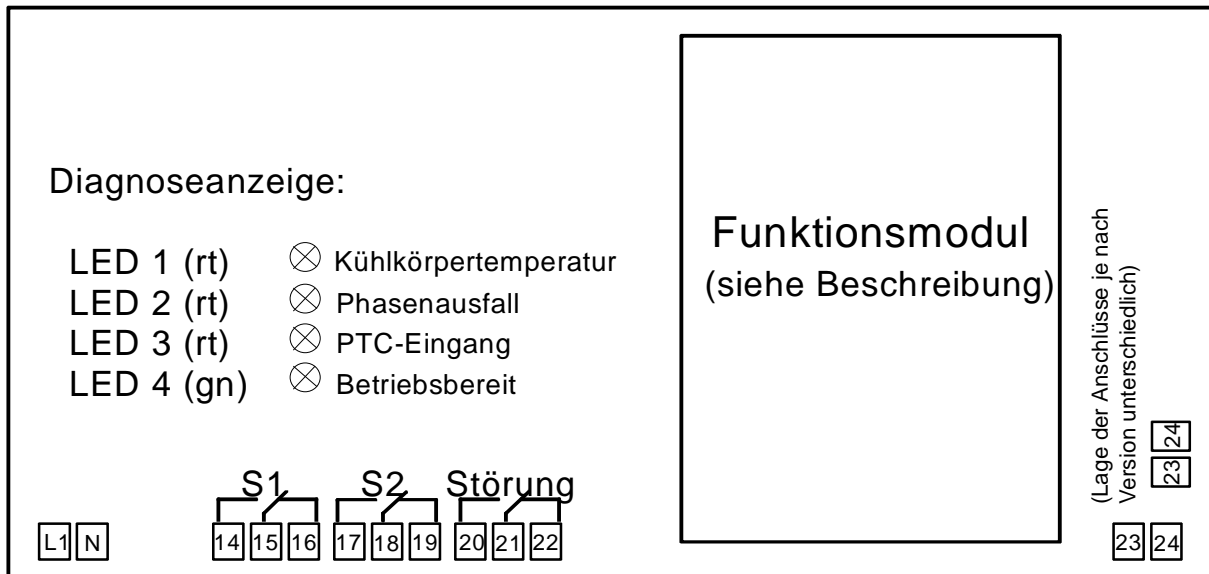 Diagnoseanzeige:
LED 1 (rt) Kühlkörpertemperatur
LED 2 (rt) Phasenausfall
LED 3 (rt) PTC-Eingang
LED 4 (gn) Betriebsbereit
Funktionsmodul
(siehe Beschreibung)
(Lage der Anschlüsse je nach
Version unterschiedlich)
23 24
S1 S2 Störung
L1 N 14 15 16 17 18 19 20 21 22 23 24